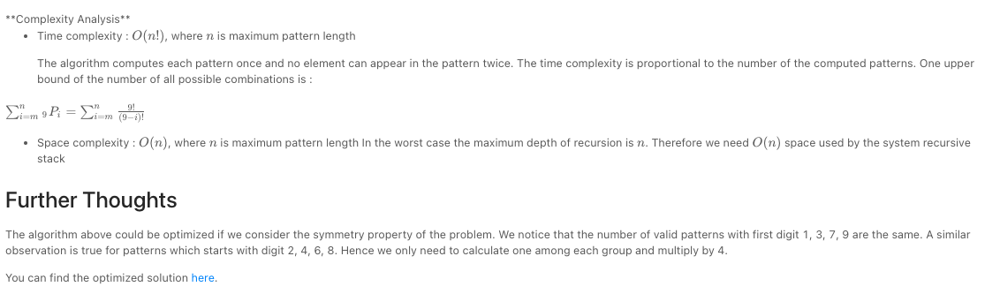 **Complexity Analysis**
• Time complexity : O(n!), where n is maximum pattern length
The algorithm computes each pattern once and no element can appear in the pattern twice. The time complexity is proportional to the number of the computed patterns. One upper
bound of the number of all possible combinations is :
∑_{i=m}^{n} {}_{9}P_{i} = ∑_{i=m}^{n} \frac{9!}{(9−i)!}
• Space complexity : O(n), where n is maximum pattern length In the worst case the maximum depth of recursion is n. Therefore we need O(n) space used by the system recursive
stack
Further Thoughts
The algorithm above could be optimized if we consider the symmetry property of the problem. We notice that the number of valid patterns with first digit 1, 3, 7, 9 are the same. A similar
observation is true for patterns which starts with digit 2, 4, 6, 8. Hence we only need to calculate one among each group and multiply by 4.
You can find the optimized solution here.